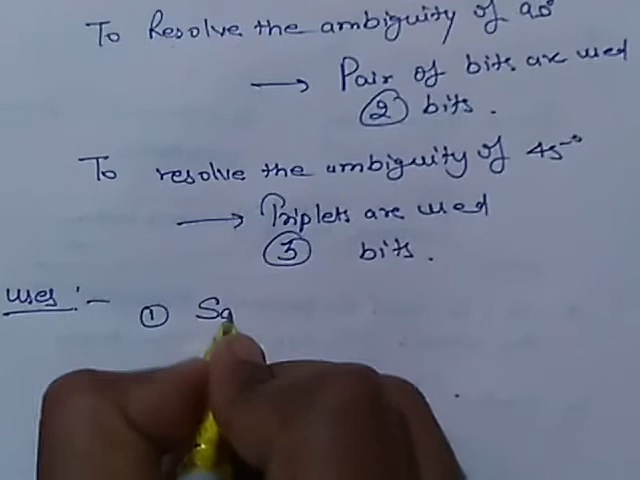 To Resolve the ambiguity of 90°
→ Pair of bits are used
② bits.
To resolve the ambiguity of 45°
→ Triplets are used
③ bits.
Uses :-
① Sa